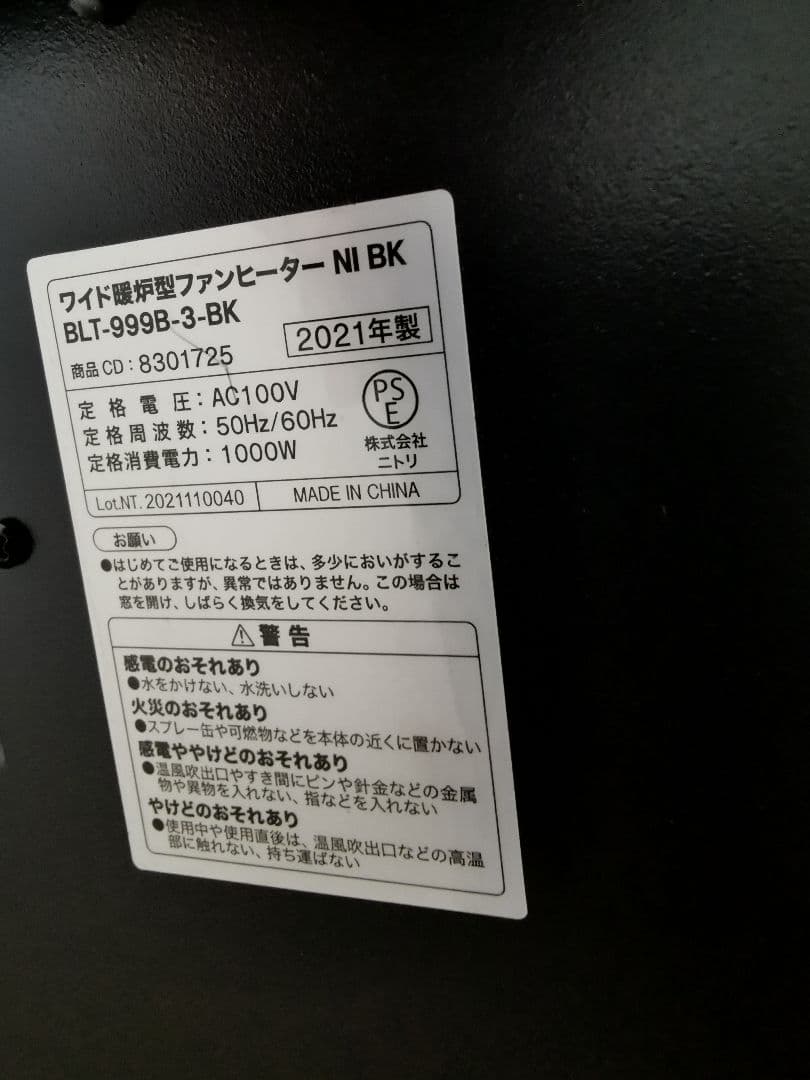 ワイド暖炉型ファンヒーター NI BK
BLT-999B-3-BK
商品CD：8301725
2021年製
定格電圧：AC100V
定格周波数：50Hz/60Hz
定格消費電力：1000W
PSE
株式会社
ニトリ
Lot.NT. 2021110040
MADE IN CHINA
お願い
●はじめてご使用になるときは、多少においがするこ
とがありますが、異常ではありません。この場合は
窓を開け、しばらく換気をしてください。
⚠警告
感電のおそれあり
●水をかけない、水洗いしない
火災のおそれあり
●スプレー缶や可燃物などを本体の近くに置かない
感電ややけどのおそれあり
●温風吹出口やすき間にピンや針金などの金属
物や異物を入れない、指などを入れない
やけどのおそれあり
●使用中や使用直後は、温風吹出口などの高温
部に触れない、持ち運ばない